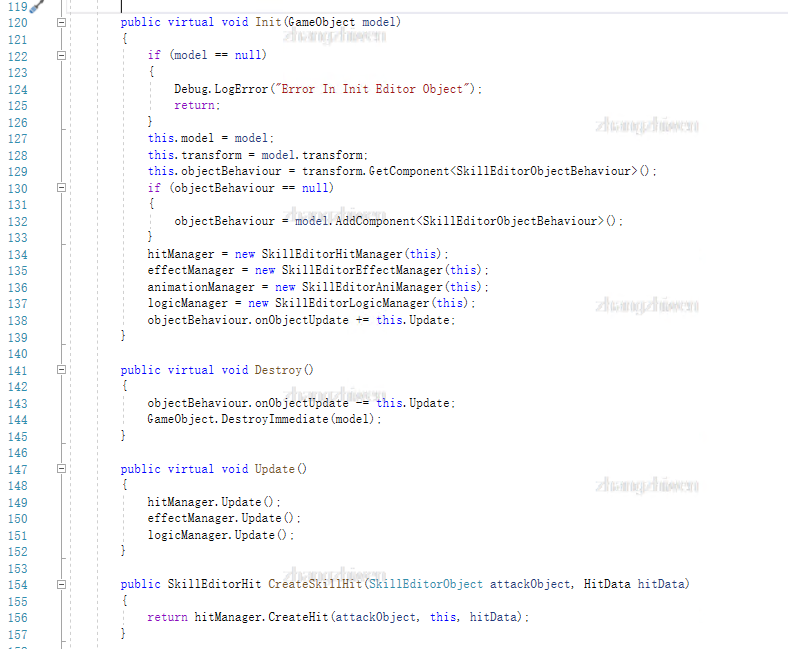 119
120 public virtual void Init(GameObject model)
121 {
122 if (model == null)
123 {
124 Debug.LogError("Error In Init Editor Object");
125 return;
126 }
127 this.model = model;
128 this.transform = model.transform;
129 this.objectBehaviour = transform.GetComponent<SkillEditorObjectBehaviour>();
130 if (objectBehaviour == null)
131 {
132 objectBehaviour = model.AddComponent<SkillEditorObjectBehaviour>();
133 }
134 hitManager = new SkillEditorHitManager(this);
135 effectManager = new SkillEditorEffectManager(this);
136 animationManager = new SkillEditorAniManager(this);
137 logicManager = new SkillEditorLogicManager(this);
138 objectBehaviour.onObjectUpdate += this.Update;
139 }
140
141 public virtual void Destroy()
142 {
143 objectBehaviour.onObjectUpdate -= this.Update;
144 GameObject.DestroyImmediate(model);
145 }
146
147 public virtual void Update()
148 {
149 hitManager.Update();
150 effectManager.Update();
151 logicManager.Update();
152 }
153
154 public SkillEditorHit CreateSkillHit(SkillEditorObject attackObject, HitData hitData)
155 {
156 return hitManager.CreateHit(attackObject, this, hitData);
157 }